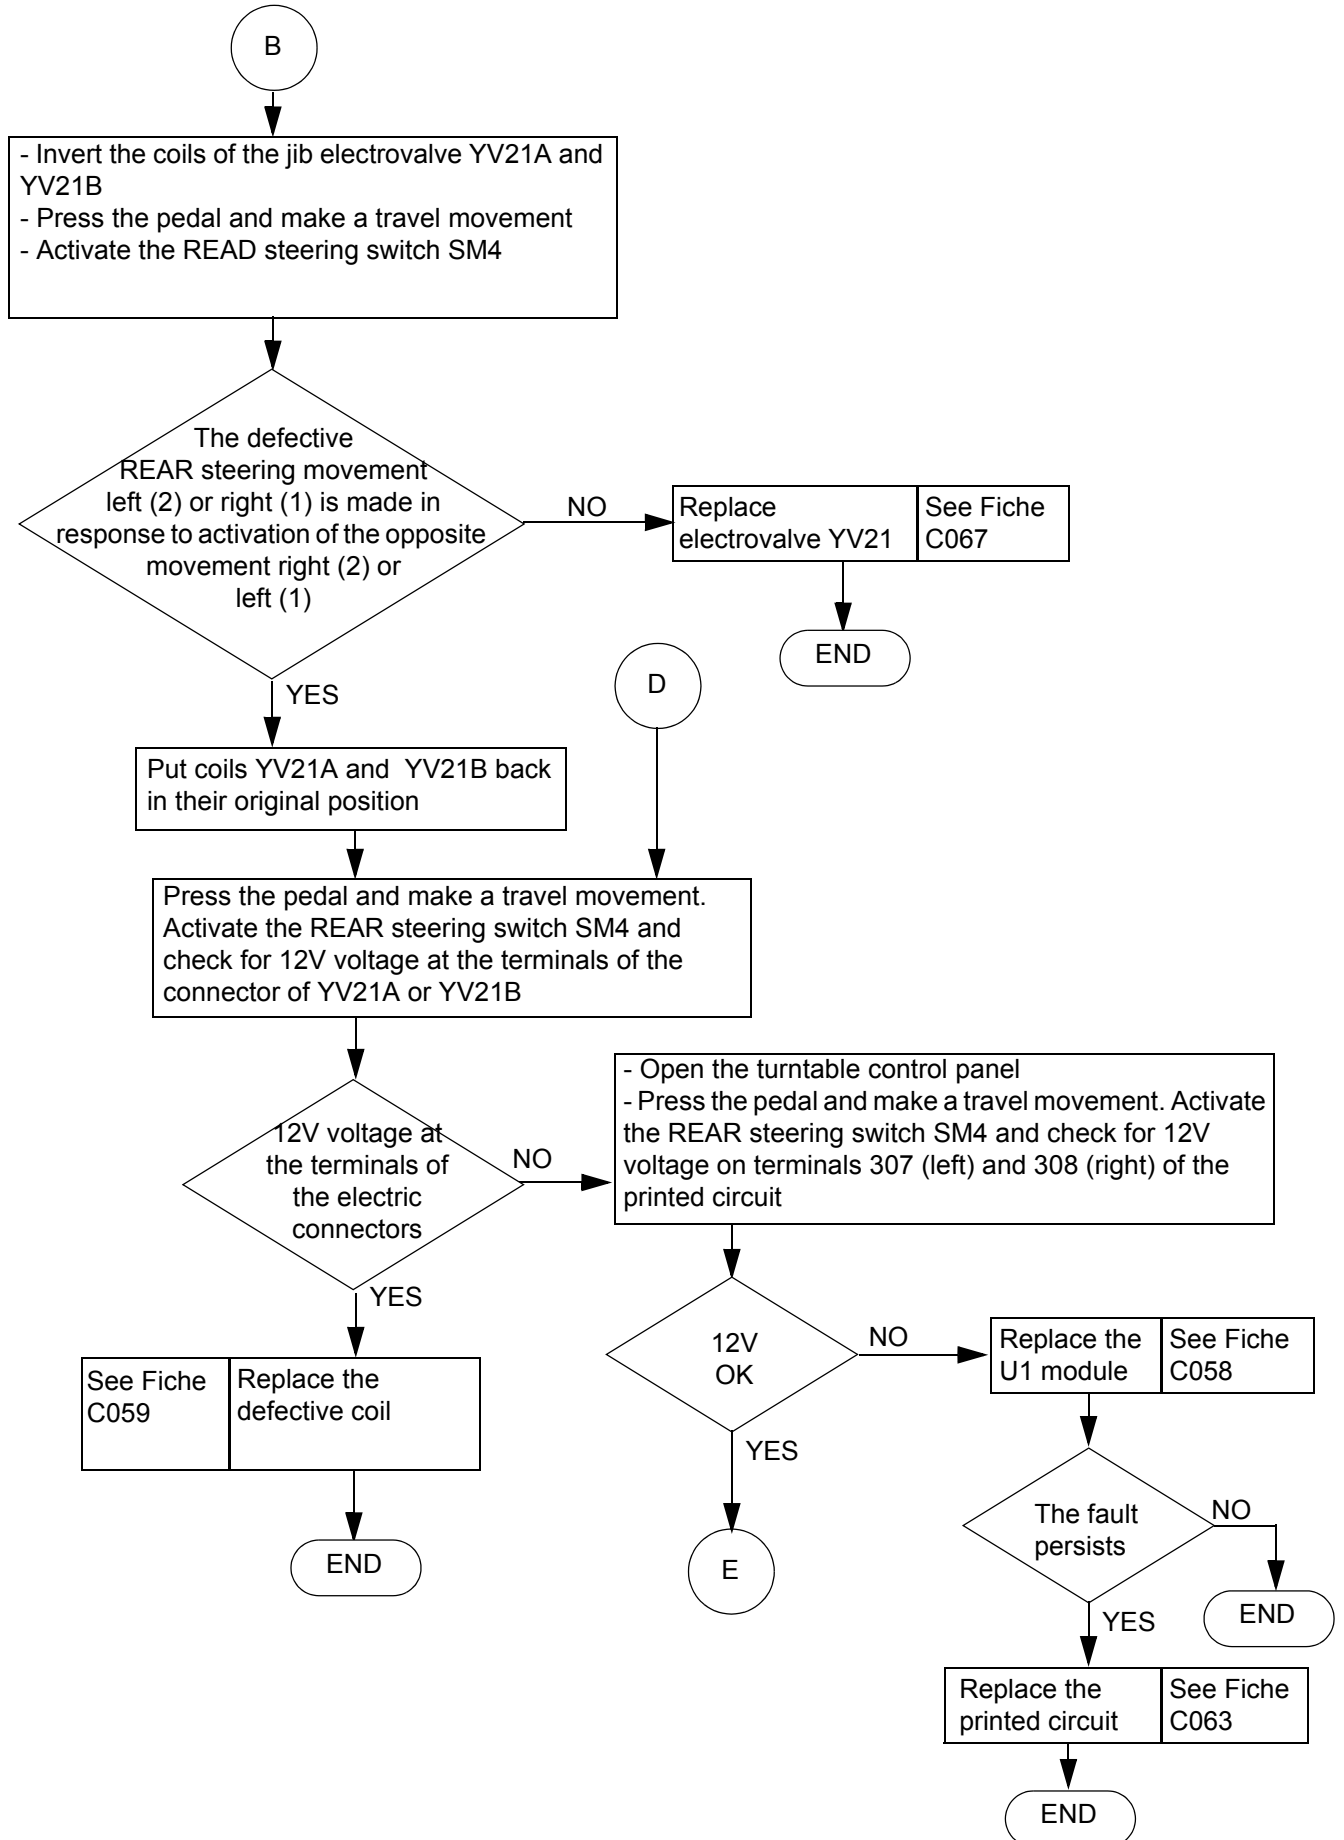 B
- Invert the coils of the jib electrovalve YV21A and
YV21B
- Press the pedal and make a travel movement
- Activate the READ steering switch SM4
The defective
REAR steering movement
left (2) or right (1) is made in
response to activation of the opposite
movement right (2) or
left (1)
NO
Replace
electrovalve YV21
See Fiche
C067
END
YES
D
Put coils YV21A and YV21B back
in their original position
Press the pedal and make a travel movement.
Activate the REAR steering switch SM4 and
check for 12V voltage at the terminals of the
connector of YV21A or YV21B
12V voltage at
the terminals of
the electric
connectors
NO
- Open the turntable control panel
- Press the pedal and make a travel movement. Activate
the REAR steering switch SM4 and check for 12V
voltage on terminals 307 (left) and 308 (right) of the
printed circuit
YES
See Fiche
C059
Replace the
defective coil
END
12V
OK
NO
Replace the
U1 module
See Fiche
C058
YES
E
The fault
persists
NO
END
YES
Replace the
printed circuit
See Fiche
C063
END